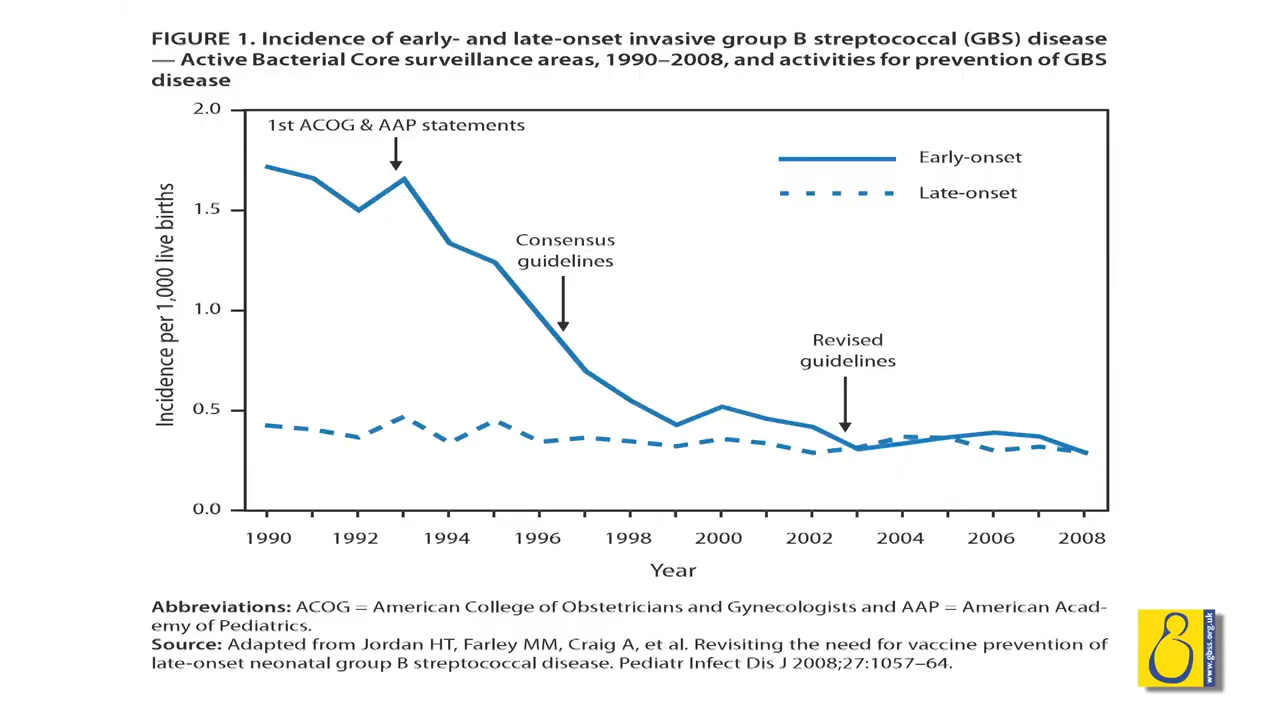 FIGURE 1. Incidence of early- and late-onset invasive group B streptococcal (GBS) disease
— Active Bacterial Core surveillance areas, 1990–2008, and activities for prevention of GBS
disease
2.0
1st ACOG & AAP statements
Early-onset
Late-onset
1.5
Consensus
guidelines
1.0
Revised
guidelines
0.5
0.0
Incidence per 1,000 live births
1990 1992 1994 1996 1998 2000 2002 2004 2006 2008
Year
Abbreviations: ACOG = American College of Obstetricians and Gynecologists and AAP = American Acad-
emy of Pediatrics.
Source: Adapted from Jordan HT, Farley MM, Craig A, et al. Revisiting the need for vaccine prevention of
late-onset neonatal group B streptococcal disease. Pediatr Infect Dis J 2008;27:1057–64.
www.gbss.org.uk